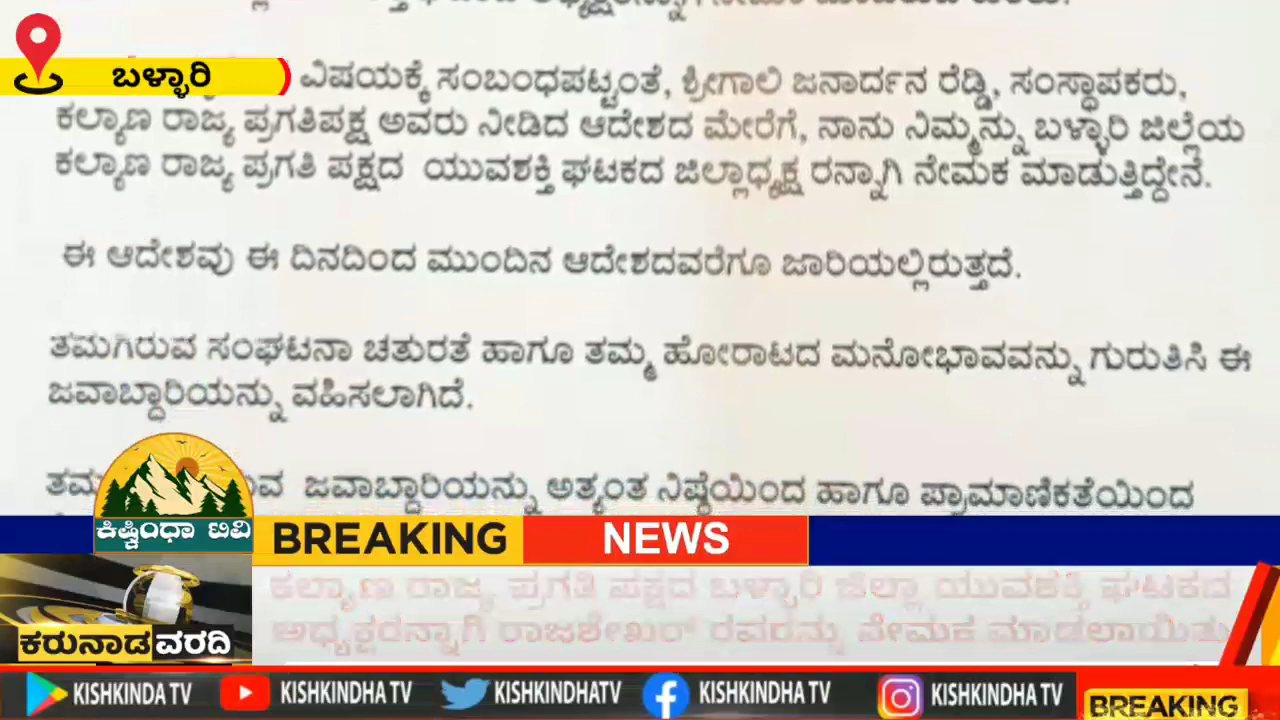 ಬಳ್ಳಾರಿ
ವಿಷಯಕ್ಕೆ ಸಂಬಂಧಪಟ್ಟಂತೆ, ಶ್ರೀಗಾಲಿ ಜನಾರ್ದನ ರೆಡ್ಡಿ, ಸಂಸ್ಥಾಪಕರು,
ಕಲ್ಯಾಣ ರಾಜ್ಯ ಪ್ರಗತಿಪಕ್ಷ ಅವರು ನೀಡಿದ ಆದೇಶದ ಮೇರೆಗೆ, ನಾನು ನಿಮ್ಮನ್ನು ಬಳ್ಳಾರಿ ಜಿಲ್ಲೆಯ
ಕಲ್ಯಾಣ ರಾಜ್ಯ ಪ್ರಗತಿ ಪಕ್ಷದ ಯುವಶಕ್ತಿ ಘಟಕದ ಜಿಲ್ಲಾಧ್ಯಕ್ಷ ರನ್ನಾಗಿ ನೇಮಕ ಮಾಡುತ್ತಿದ್ದೇನೆ.
ಈ ಆದೇಶವು ಈ ದಿನದಿಂದ ಮುಂದಿನ ಆದೇಶದವರೆಗೂ ಜಾರಿಯಲ್ಲಿರುತ್ತದೆ.
ತಮಗಿರುವ ಸಂಘಟನಾ ಚತುರತೆ ಹಾಗೂ ತಮ್ಮ ಹೋರಾಟದ ಮನೋಭಾವವನ್ನು ಗುರುತಿಸಿ ಈ
ಜವಾಬ್ದಾರಿಯನ್ನು ವಹಿಸಲಾಗಿದೆ.
ಜವಾಬ್ದಾರಿಯನ್ನು ಅತ್ಯಂತ ನಿಷ್ಠೆಯಿಂದ ಹಾಗೂ ಪ್ರಾಮಾಣಿಕತೆಯಿಂದ
ಕಿಷ್ಕಿಂಧಾ ಟಿವಿ
BREAKING NEWS
ಕಲ್ಯಾಣ ರಾಜ್ಯ ಪ್ರಗತಿ ಪಕ್ಷದ ಬಳ್ಳಾರಿ ಜಿಲ್ಲಾ ಯುವಶಕ್ತಿ ಘಟಕದ
ಅಧ್ಯಕ್ಷರನ್ನಾಗಿ ರಾಜಶೇಖರ್ ರವರನ್ನು ನೇಮಕ ಮಾಡಲಾಯಿತು
ಕರುನಾಡ ವರದಿ
KISHKINDA TV KISHKINDHA TV KISHKINDHATV KISHKINDHA TV KISHKINDHA TV
BREAKING